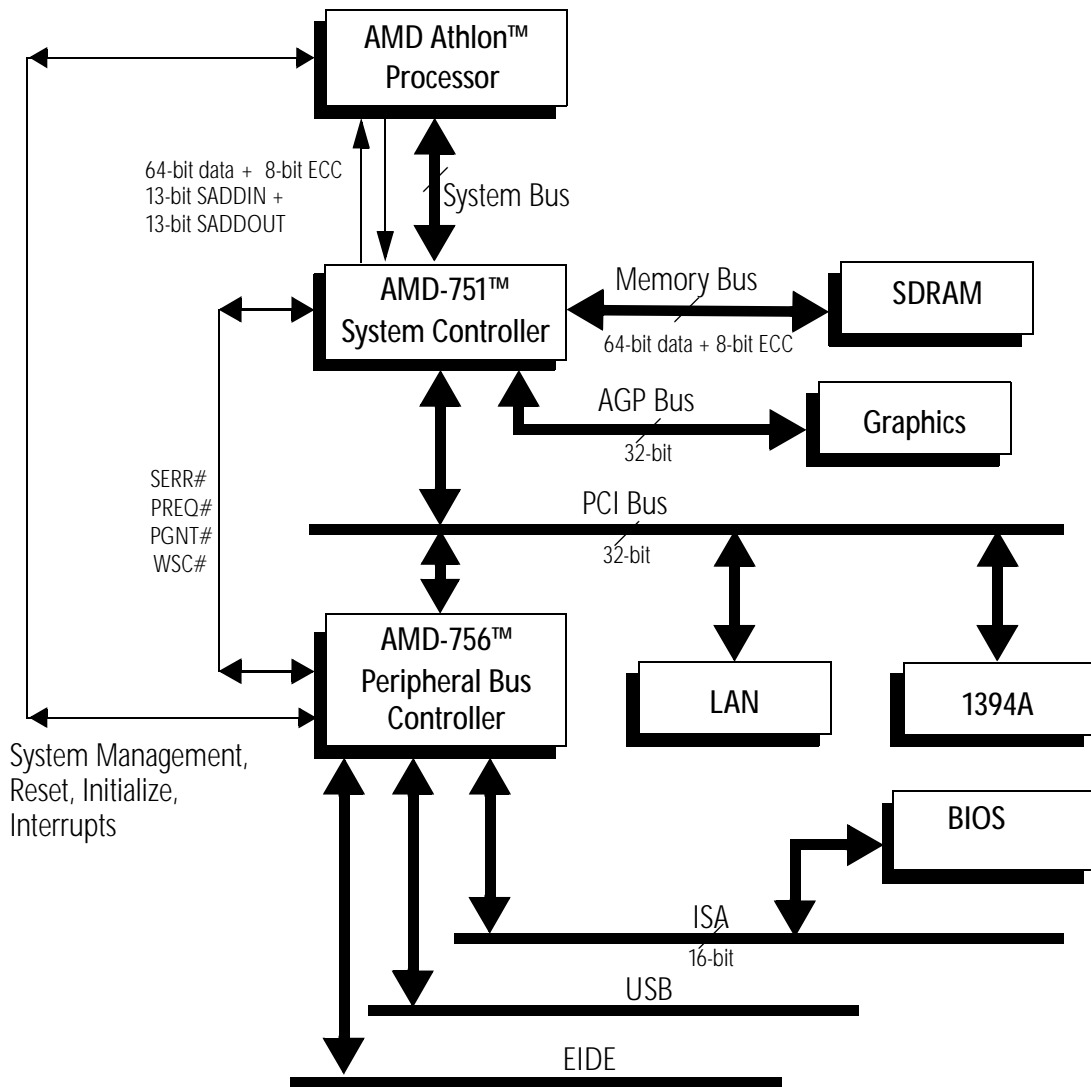 AMD Athlon™
Processor
64-bit data + 8-bit ECC
13-bit SADDIN +
13-bit SADDOUT
System Bus
AMD-751™
System Controller
Memory Bus
64-bit data + 8-bit ECC
SDRAM
AGP Bus
32-bit
Graphics
SERR#
PREQ#
PGNT#
WSC#
PCI Bus
32-bit
AMD-756™
Peripheral Bus
Controller
LAN
1394A
System Management,
Reset, Initialize,
Interrupts
BIOS
ISA
16-bit
USB
EIDE